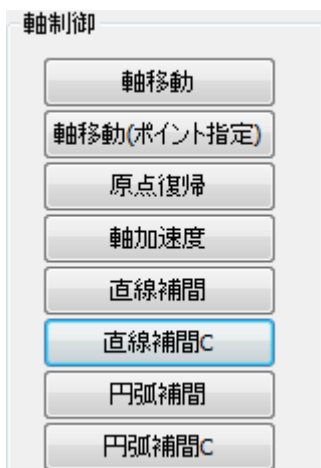 軸制御
軸移動
軸移動(ポイント指定)
原点復帰
軸加速度
直線補間
直線補間C
円弧補間
円弧補間C